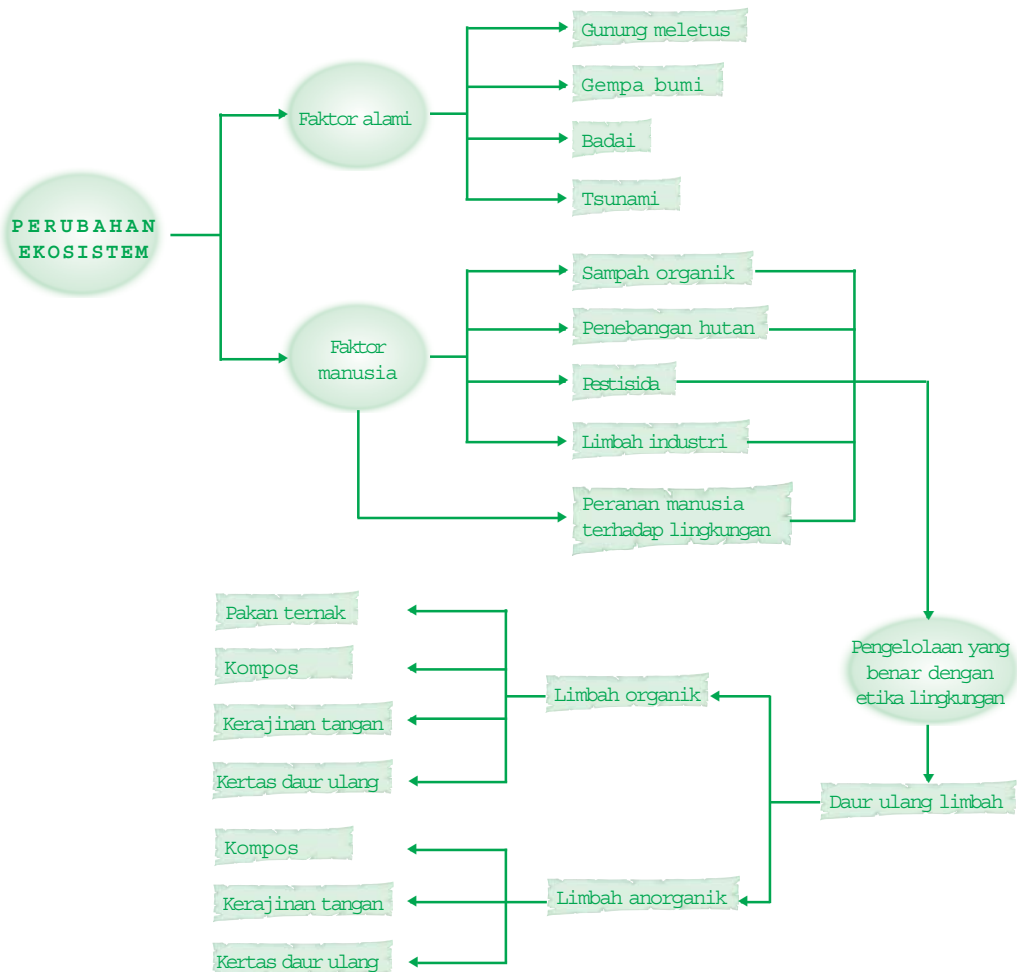 Gunung meletus
Gempa bumi
Faktor alami
Badai
Tsunami
PERUBAHAN
EKOSISTEM
Sampah organik
Penebangan hutan
Faktor
manusia
Pestisida
Limbah industri
Peranan manusia
terhadap lingkungan
Pakan ternak
Kompos
Limbah organik
Kerajinan tangan
Kertas daur ulang
Pengelolaan yang
benar dengan
etika lingkungan
Daur ulang limbah
Kompos
Limbah anorganik
Kerajinan tangan
Kertas daur ulang